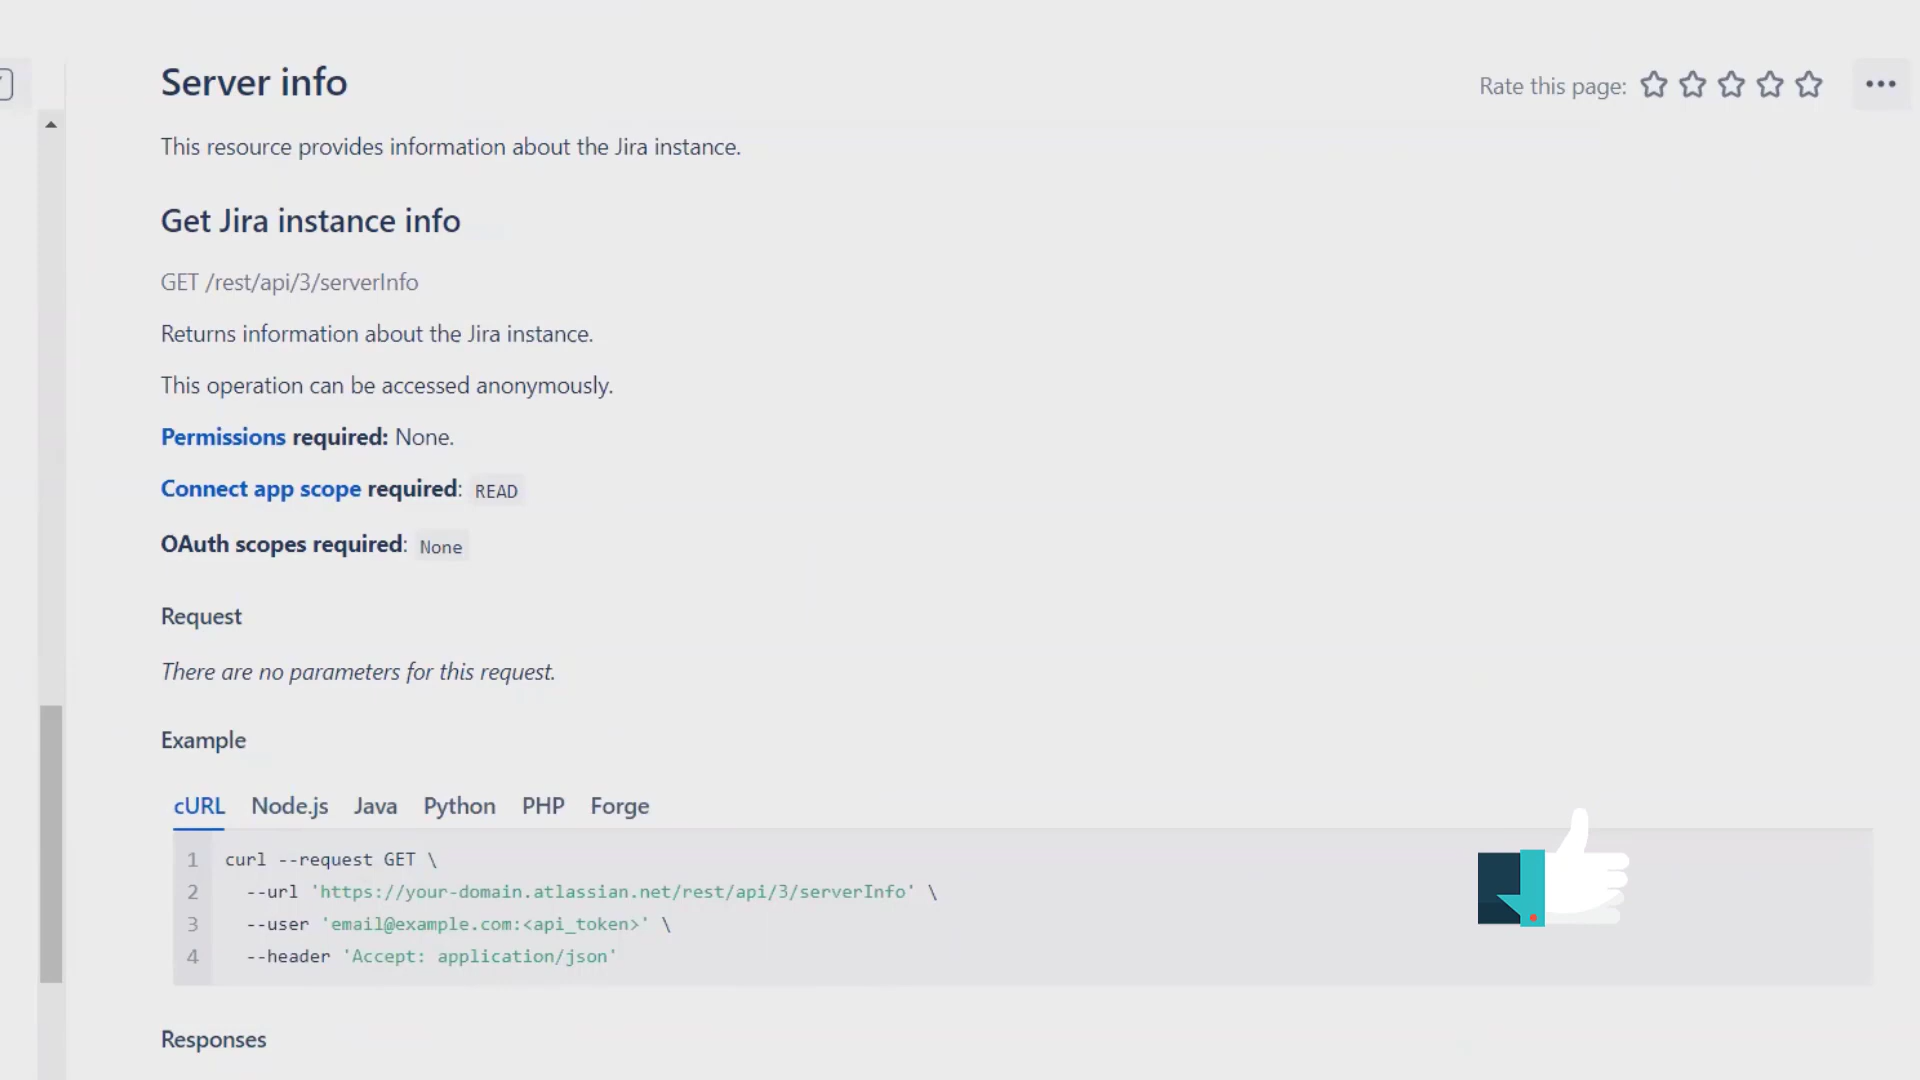 Server info
Rate this page:
This resource provides information about the Jira instance.
Get Jira instance info
GET /rest/api/3/serverInfo
Returns information about the Jira instance.
This operation can be accessed anonymously.
Permissions required: None.
Connect app scope required: READ
OAuth scopes required: None
Request
There are no parameters for this request.
Example
cURL Node.js Java Python PHP Forge
1 curl --request GET \
2 --url 'https://your-domain.atlassian.net/rest/api/3/serverInfo' \
3 --user 'email@example.com:<api_token>' \
4 --header 'Accept: application/json'
Responses